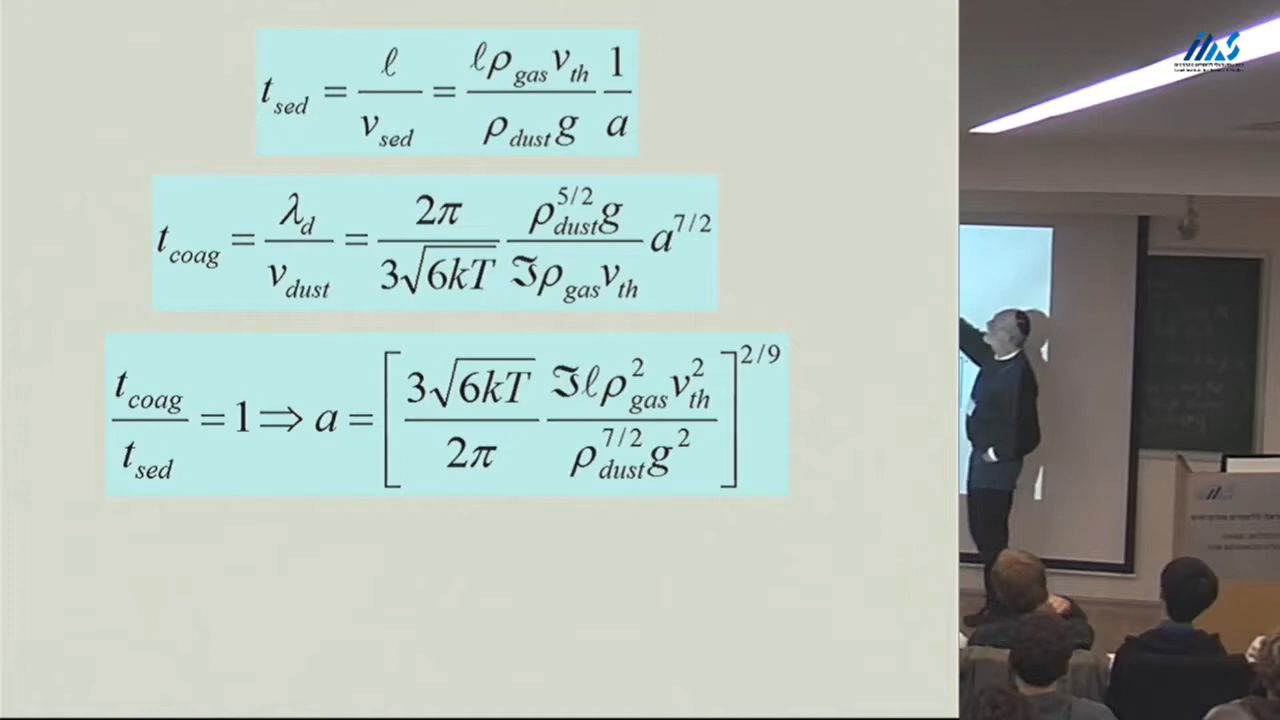 t_sed = ℓ / v_sed = (ℓ ρ_gas v_th) / (ρ_dust g) 1 / a
t_coag = λ_d / v_dust = 2π / (3√(6kT)) (ρ_dust^{5/2} g) / (ℑ ρ_gas v_th) a^{7/2}
t_coag / t_sed = 1 ⇒ a = [ 3√(6kT) / 2π (ℑ ℓ ρ_gas^2 v_th^2) / (ρ_dust^{7/2} g^2) ]^{2/9}